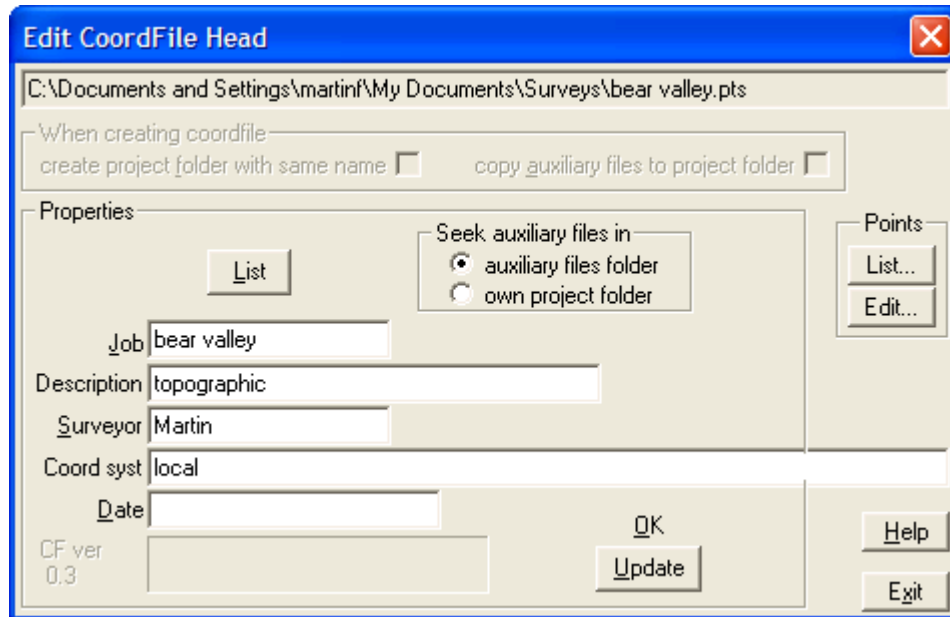 Edit CoordFile Head
C:\Documents and Settings\martinf\My Documents\Surveys\bear valley.pts
When creating coordfile
create project folder with same name copy auxiliary files to project folder
Properties
Seek auxiliary files in
List
auxiliary files folder
own project folder
Points
List...
Edit...
Job bear valley
Description topographic
Surveyor Martin
Coord syst local
Date
CF ver
0.3
OK
Update
Help
Exit